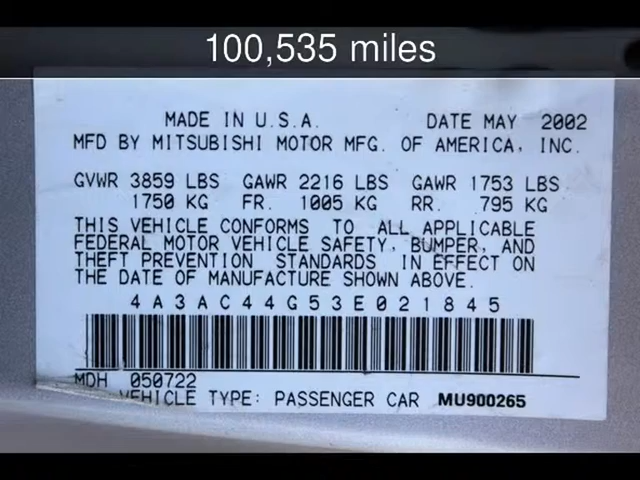 100,535 miles
MADE IN U.S.A. DATE MAY 2002
MFD BY MITSUBISHI MOTOR MFG. OF AMERICA, INC.
GVWR 3859 LBS GAWR 2216 LBS GAWR 1753 LBS
1750 KG FR. 1005 KG RR. 795 KG
THIS VEHICLE CONFORMS TO ALL APPLICABLE
FEDERAL MOTOR VEHICLE SAFETY, BUMPER, AND
THEFT PREVENTION STANDARDS IN EFFECT ON
THE DATE OF MANUFACTURE SHOWN ABOVE.
4A3AC44G53E021845
MDH 050722
VEHICLE TYPE: PASSENGER CAR MU900265